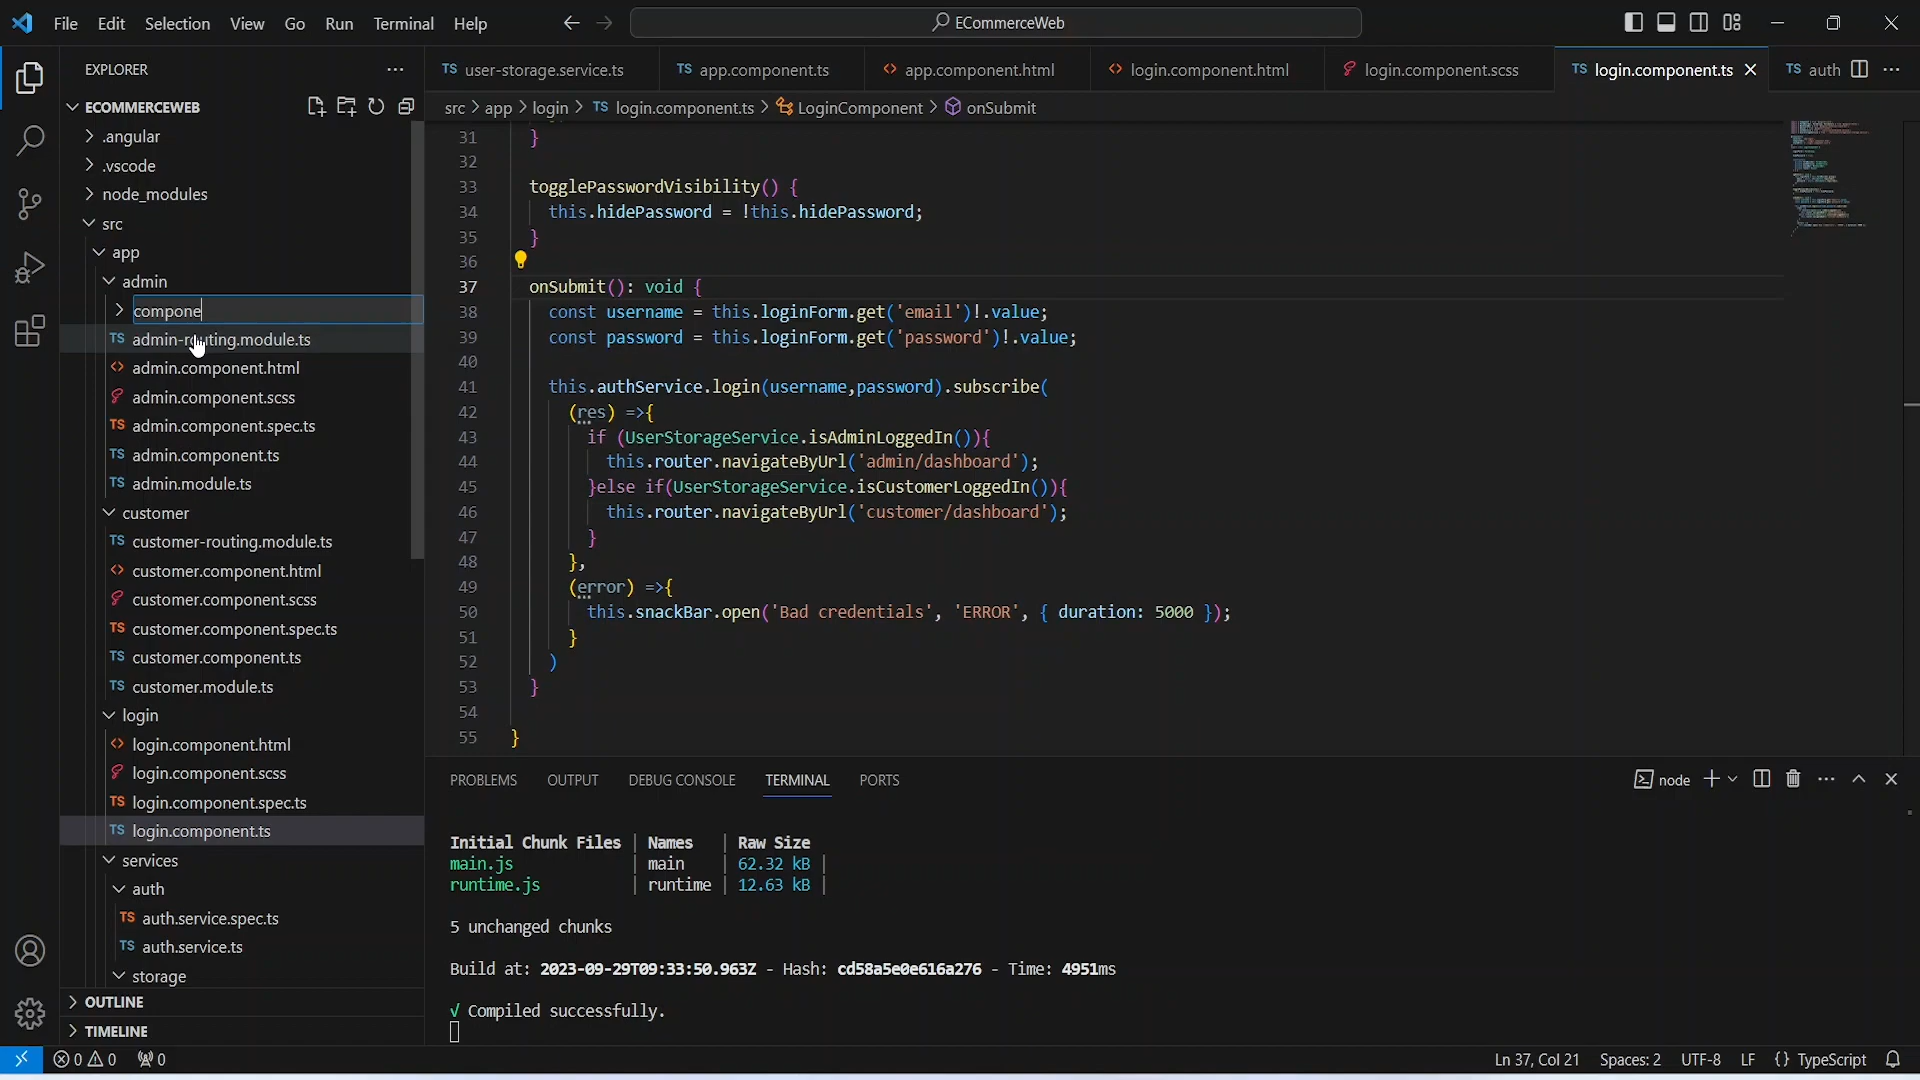 File Edit Selection View Go Run Terminal Help
ECommerceWeb
EXPLORER
TS user-storage.service.ts
TS app.component.ts
<> app.component.html
<> login.component.html
login.component.scss
TS login.component.ts
TS auth
ECOMMERCEWEB
src > app > login > TS login.component.ts > LoginComponent > onSubmit
.angular
.vscode
node_modules
src
app
admin
compone
TS admin-routing.module.ts
<> admin.component.html
admin.component.scss
TS admin.component.spec.ts
TS admin.component.ts
TS admin.module.ts
customer
TS customer-routing.module.ts
<> customer.component.html
customer.component.scss
TS customer.component.spec.ts
TS customer.component.ts
TS customer.module.ts
login
<> login.component.html
login.component.scss
TS login.component.spec.ts
TS login.component.ts
services
auth
TS auth.service.spec.ts
TS auth.service.ts
storage
OUTLINE
TIMELINE
31 }
32
33 togglePasswordVisibility() {
34 this.hidePassword = !this.hidePassword;
35 }
36
37 onSubmit(): void {
38 const username = this.loginForm.get('email')!.value;
39 const password = this.loginForm.get('password')!.value;
40
41 this.authService.login(username,password).subscribe(
42 (res) =>{
43 if (UserStorageService.isAdminLoggedIn()){
44 this.router.navigateByUrl('admin/dashboard');
45 }else if(UserStorageService.isCustomerLoggedIn()){
46 this.router.navigateByUrl('customer/dashboard');
47 }
48 },
49 (error) =>{
50 this.snackBar.open('Bad credentials', 'ERROR', { duration: 5000 });
51 }
52 )
53 }
54
55 }
PROBLEMS OUTPUT DEBUG CONSOLE TERMINAL PORTS
node
Initial Chunk Files | Names | Raw Size
main.js | main | 62.32 kB |
runtime.js | runtime | 12.63 kB |
5 unchanged chunks
Build at: 2023-09-29T09:33:50.963Z - Hash: cd58a5e0e616a276 - Time: 4951ms
√ Compiled successfully.
0 0 0
Ln 37, Col 21 Spaces: 2 UTF-8 LF {} TypeScript